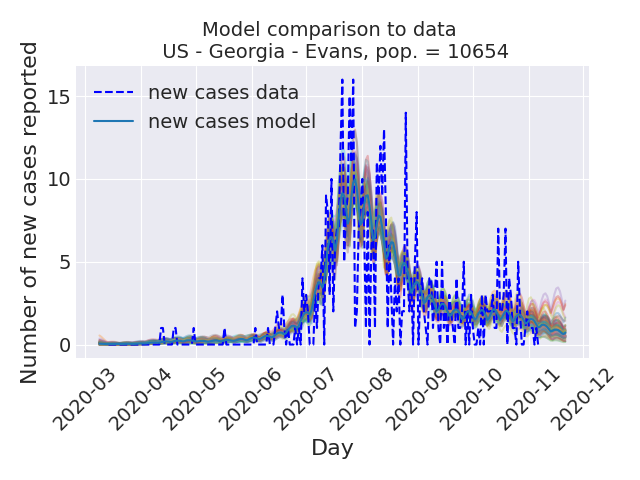 Model comparison to data
US - Georgia - Evans, pop. = 10654
Number of new cases reported
15
10
5
0
new cases data
new cases model
2020-03
2020-04
2020-05
2020-06
2020-07
2020-08
2020-09
2020-10
2020-11
2020-12
Day